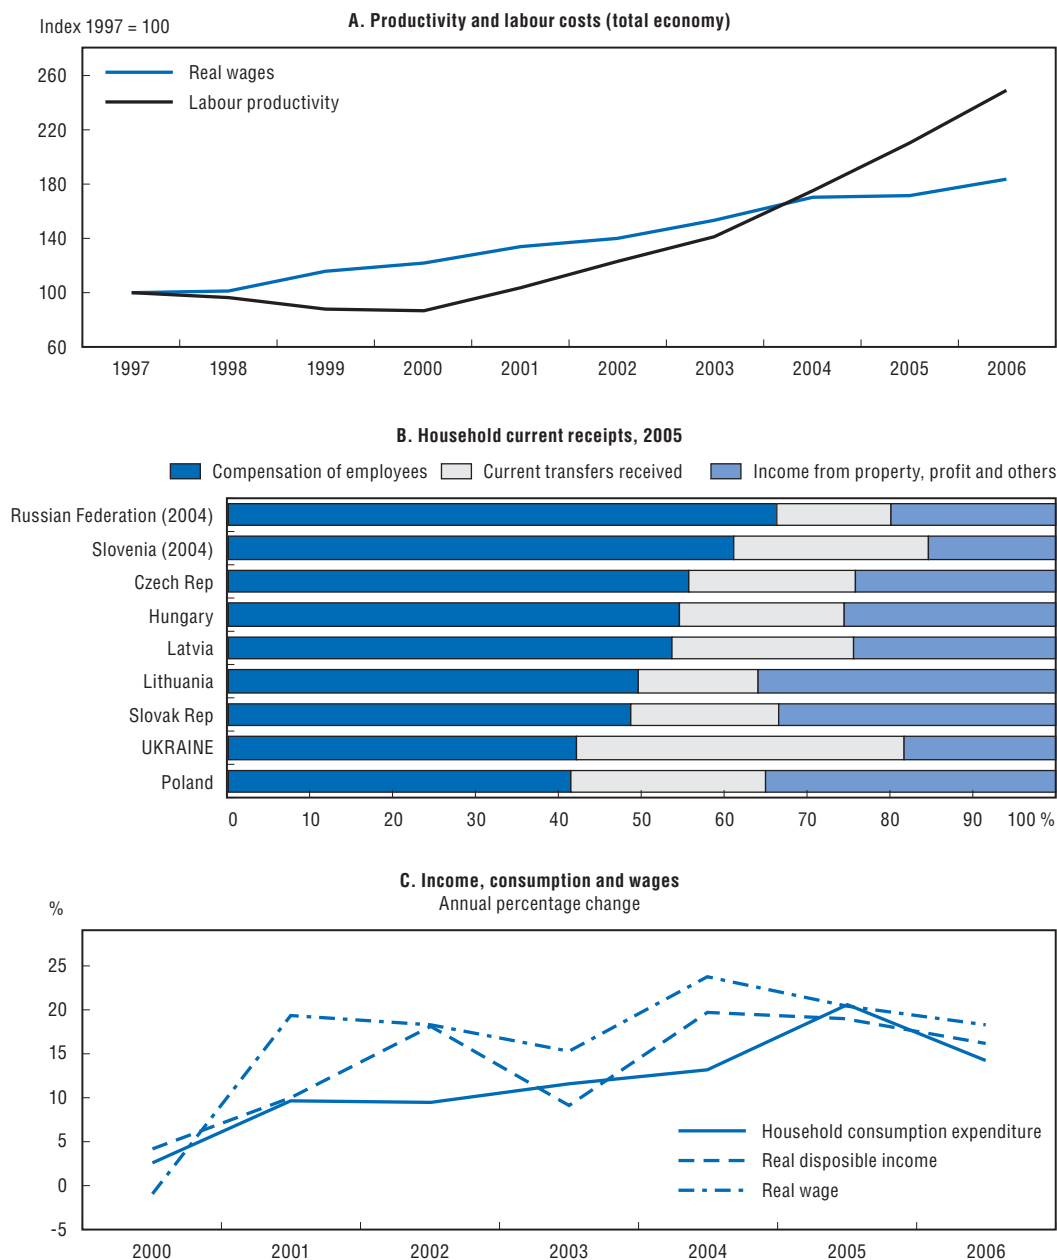 A. Productivity and labour costs (total economy)
Index 1997 = 100
260
220
180
140
100
60
Real wages
Labour productivity
1997 1998 1999 2000 2001 2002 2003 2004 2005 2006
B. Household current receipts, 2005
Compensation of employees Current transfers received Income from property, profit and others
Russian Federation (2004)
Slovenia (2004)
Czech Rep
Hungary
Latvia
Lithuania
Slovak Rep
UKRAINE
Poland
0 10 20 30 40 50 60 70 80 90 100 %
C. Income, consumption and wages
Annual percentage change
%
25
20
15
10
5
0
-5
Household consumption expenditure
Real disposible income
Real wage
2000 2001 2002 2003 2004 2005 2006